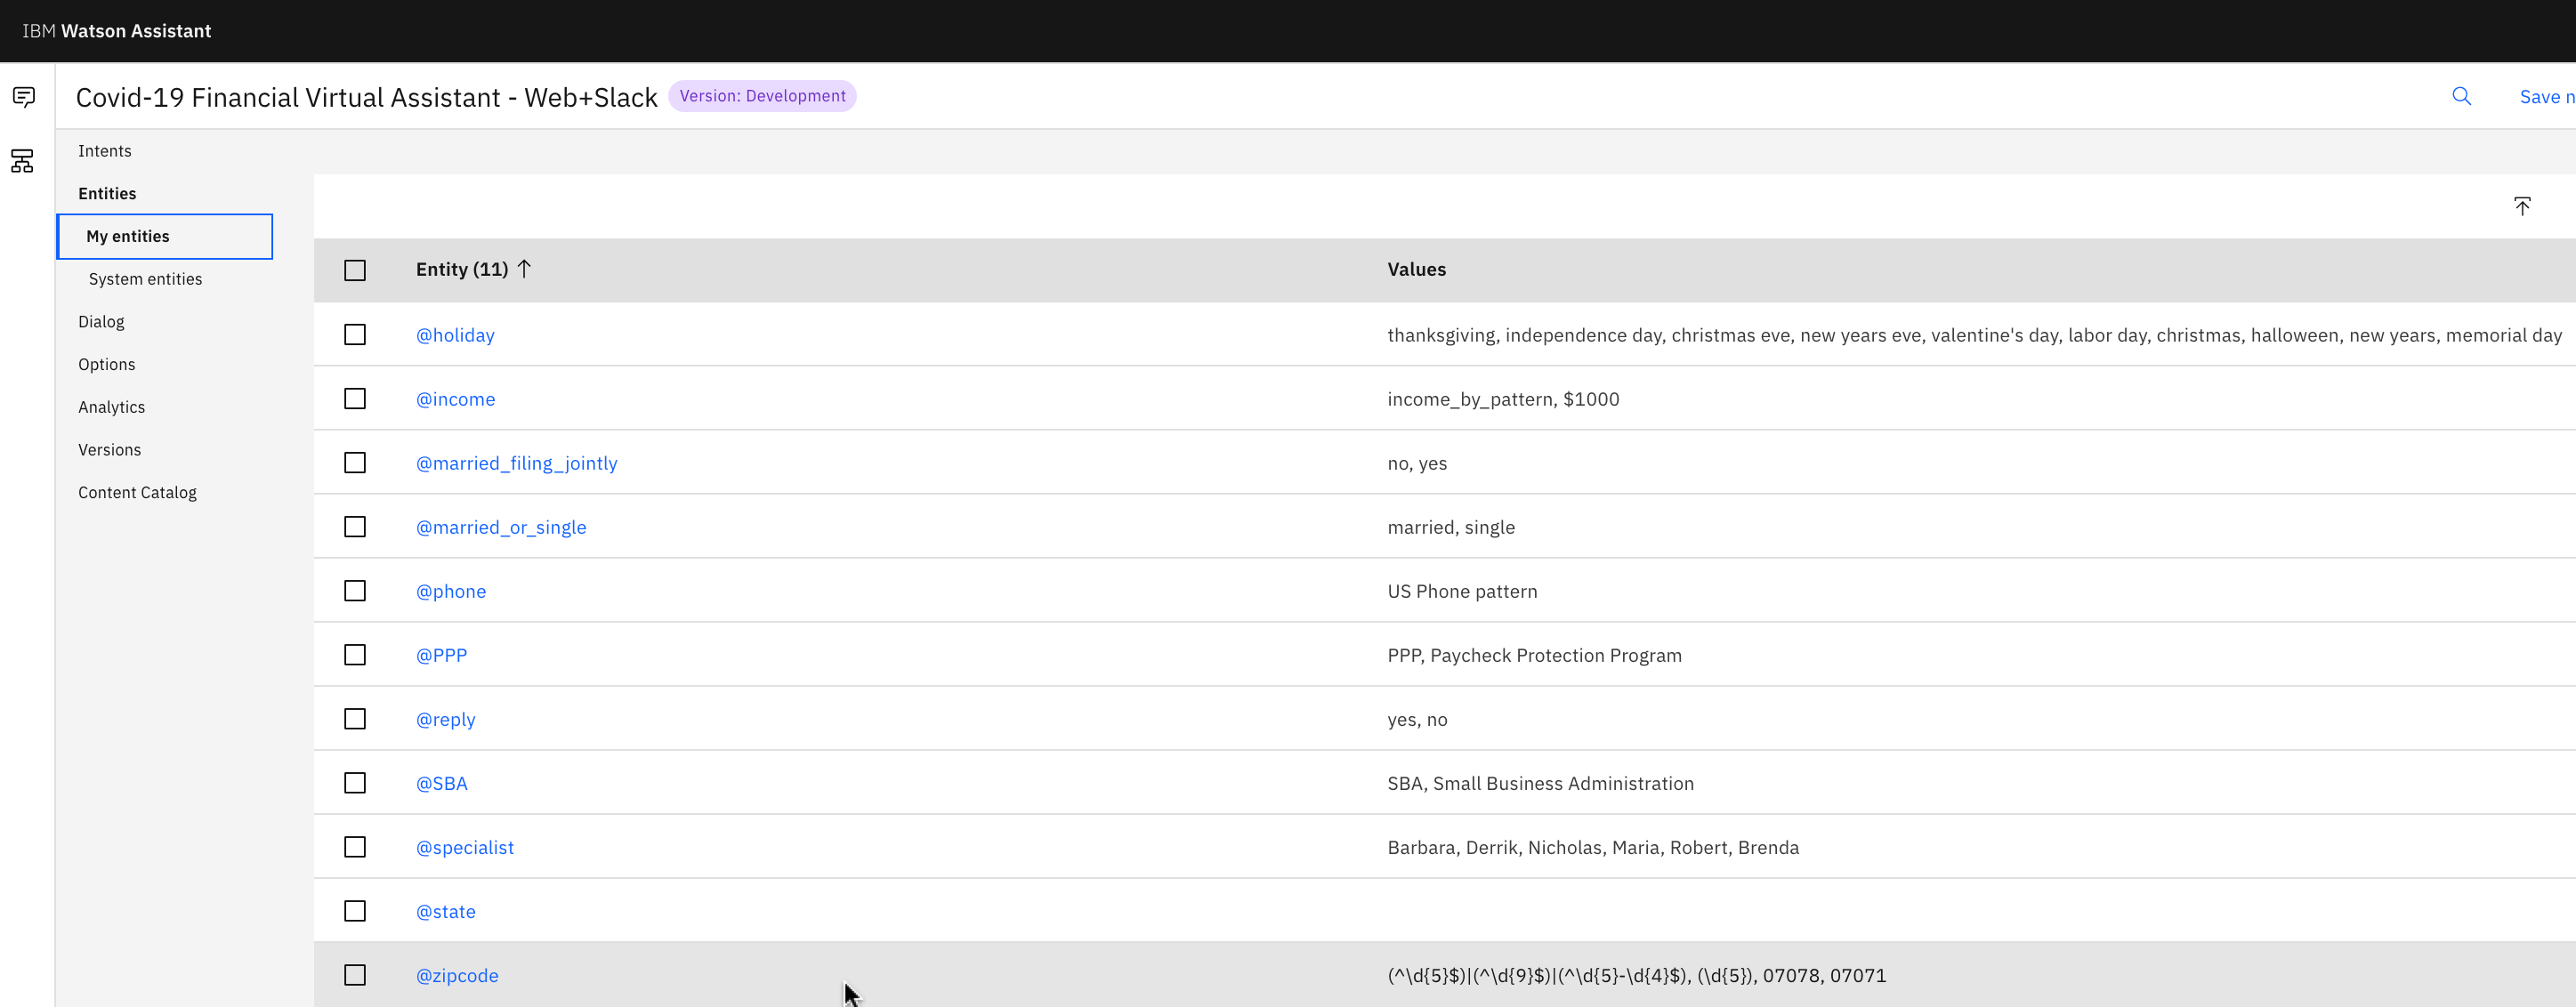 IBM Watson Assistant
Covid-19 Financial Virtual Assistant - Web+Slack Version: Development
Save n
Intents
Entities
My entities
System entities
Dialog
Options
Analytics
Versions
Content Catalog
Entity (11) Values
@holiday thanksgiving, independence day, christmas eve, new years eve, valentine's day, labor day, christmas, halloween, new years, memorial day
@income income_by_pattern, $1000
@married_filing_jointly no, yes
@married_or_single married, single
@phone US Phone pattern
@PPP PPP, Paycheck Protection Program
@reply yes, no
@SBA SBA, Small Business Administration
@specialist Barbara, Derrik, Nicholas, Maria, Robert, Brenda
@state
@zipcode (^\d{5}$)|(^\d{9}$)|(^\d{5}-\d{4}$), (\d{5}), 07078, 07071